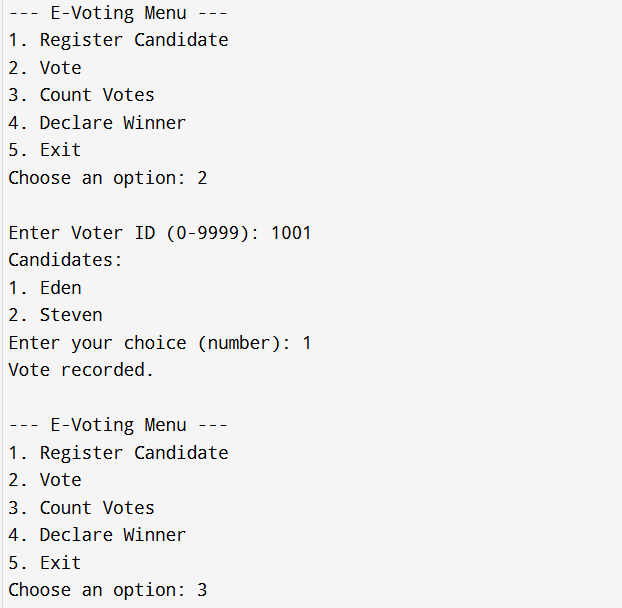 --- E-Voting Menu ---
1. Register Candidate
2. Vote
3. Count Votes
4. Declare Winner
5. Exit
Choose an option: 2

Enter Voter ID (0-9999): 1001
Candidates:
1. Eden
2. Steven
Enter your choice (number): 1
Vote recorded.

--- E-Voting Menu ---
1. Register Candidate
2. Vote
3. Count Votes
4. Declare Winner
5. Exit
Choose an option: 3